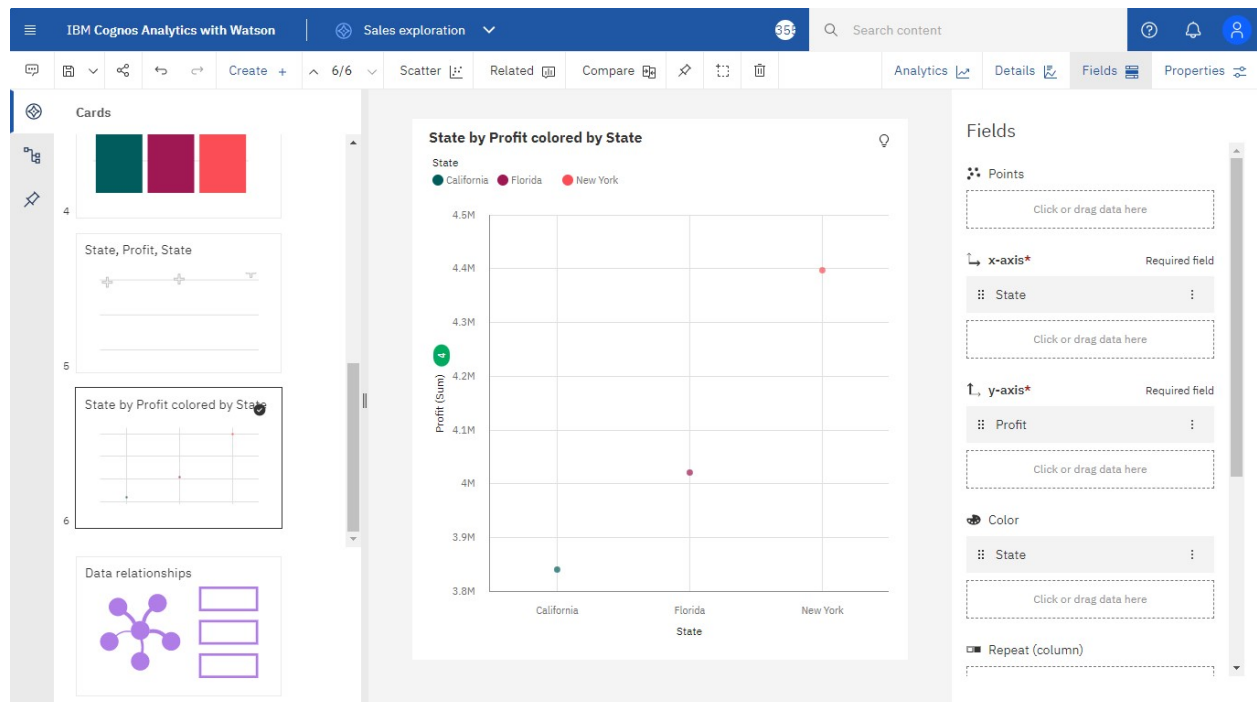 IBM Cognos Analytics with Watson
Sales exploration
Search content
Create +
6/6
Scatter
Related
Compare
Analytics
Details
Fields
Properties
Cards
4
State, Profit, State
5
State by Profit colored by State
6
Data relationships
State by Profit colored by State
State
California
Florida
New York
4.5M
4.4M
4.3M
4.2M
4.1M
4M
3.9M
3.8M
Profit (Sum)
4
California
Florida
New York
State
Fields
Points
Click or drag data here
x-axis* Required field
State
Click or drag data here
y-axis* Required field
Profit
Click or drag data here
Color
State
Click or drag data here
Repeat (column)